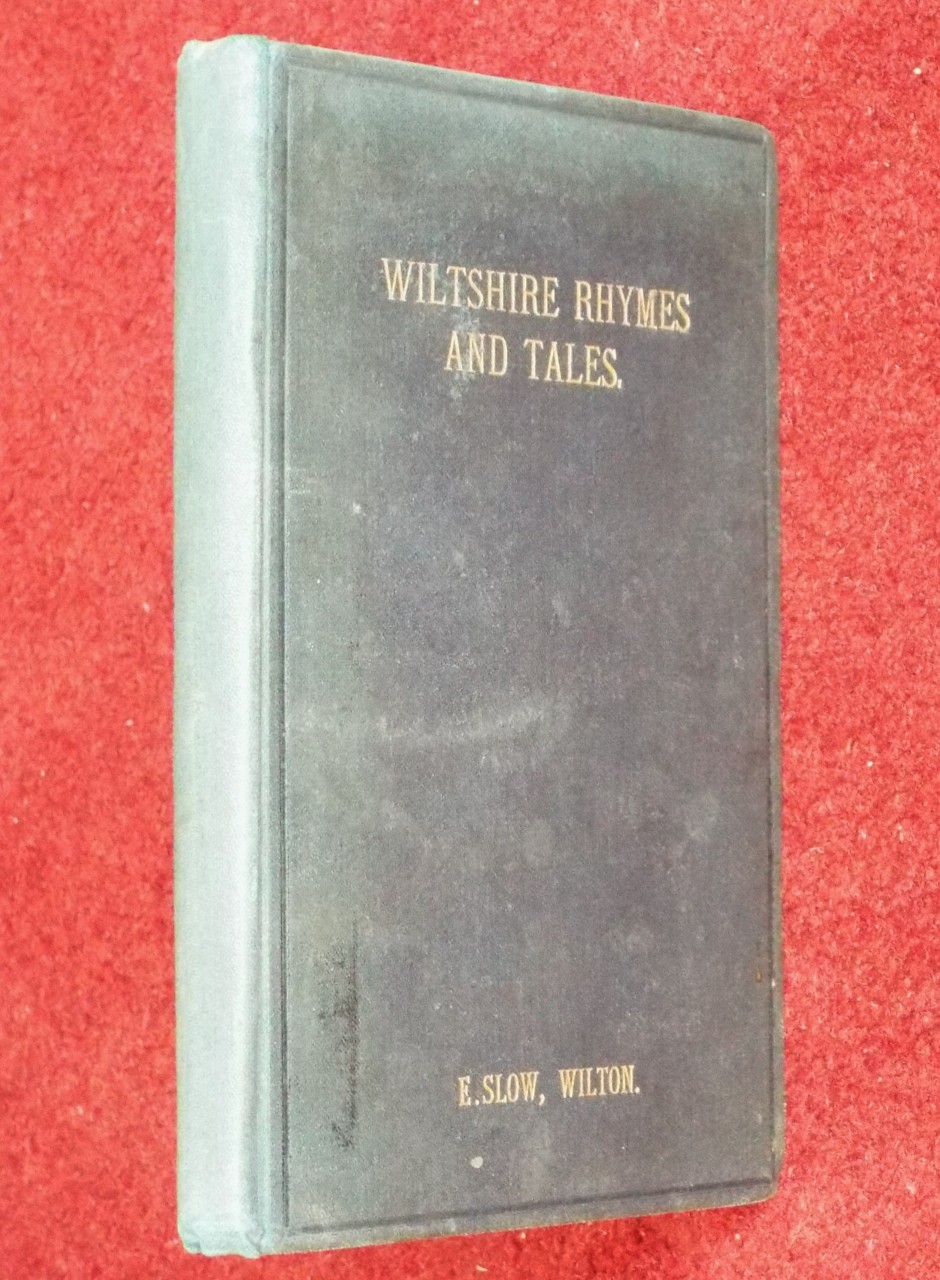 WILTSHIRE RHYMES
AND TALES.
E. SLOW, WILTON.